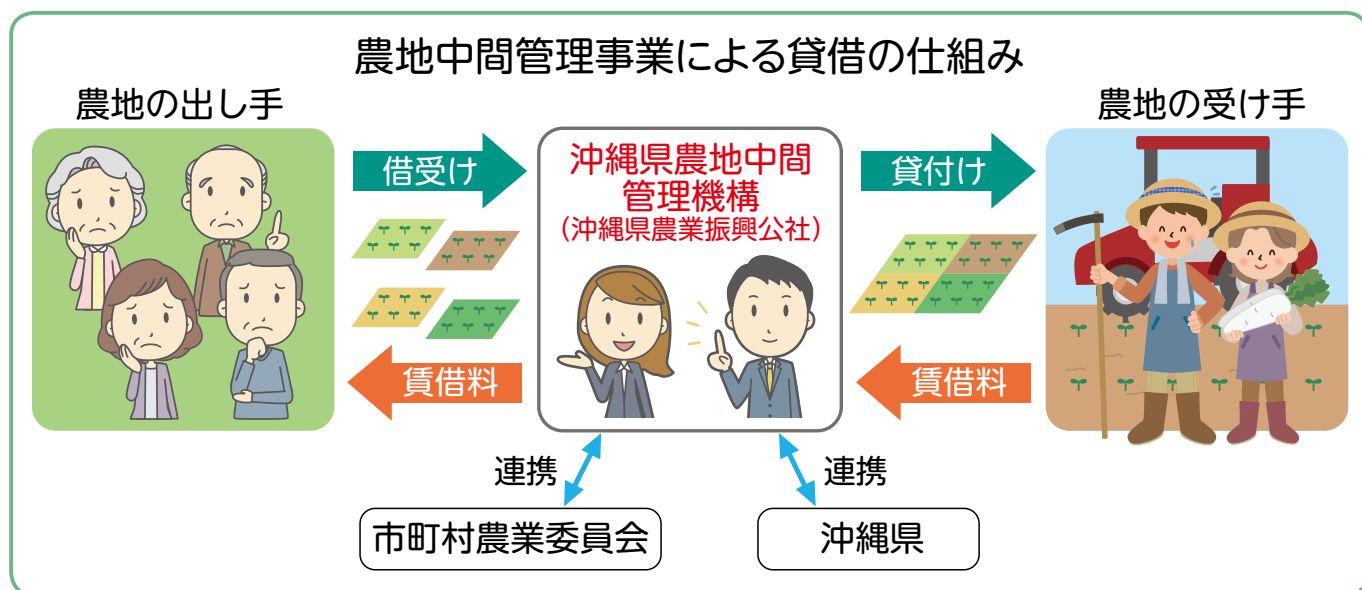 農地中間管理事業による貸借の仕組み
農地の出し手
農地の受け手
借受け
沖縄県農地中間
管理機構
(沖縄県農業振興公社)
貸付け
賃借料
賃借料
連携
連携
市町村農業委員会
沖縄県